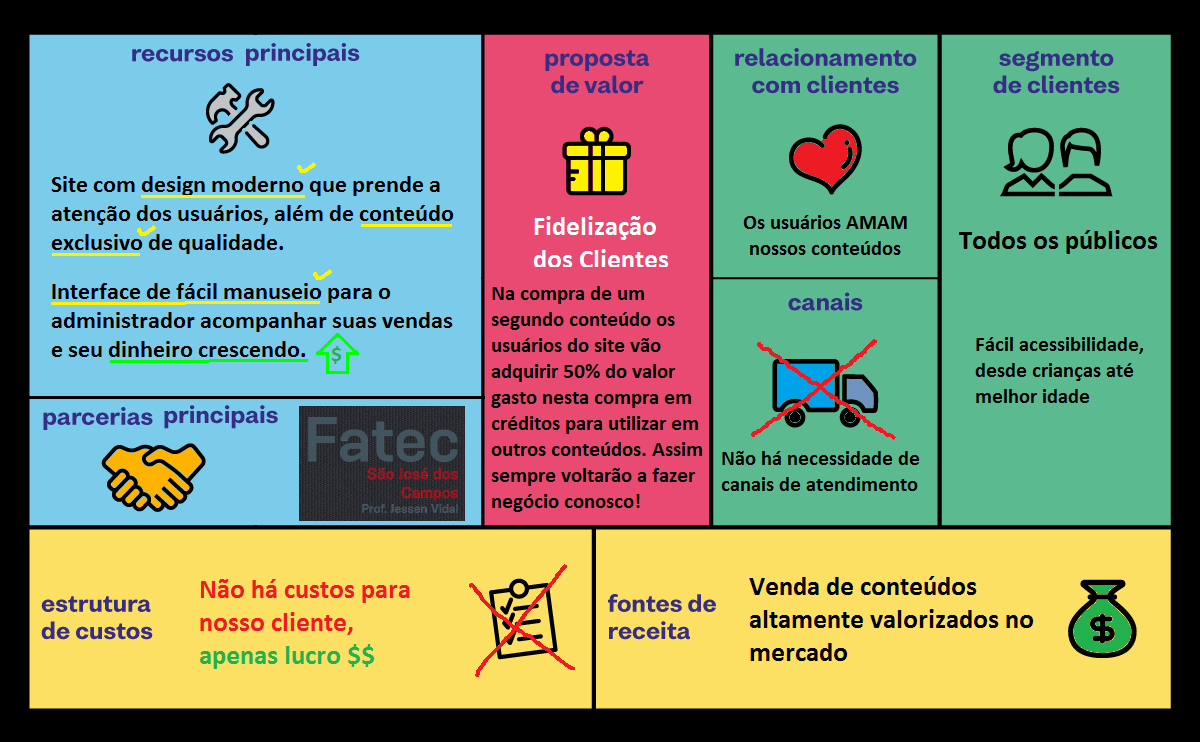 recursos principais
Site com design moderno que prende a
atenção dos usuários, além de conteúdo
exclusivo de qualidade.
Interface de fácil manuseio para o
administrador acompanhar suas vendas
e seu dinheiro crescendo.
$
parcerias principais
Fatec
São José dos
Campos
Prof. Jessen Vidal
proposta
de valor
Fidelização
dos Clientes
Na compra de um
segundo conteúdo os
usuários do site vão
adquirir 50% do valor
gasto nesta compra em
créditos para utilizar em
outros conteúdos. Assim
sempre voltarão a fazer
negócio conosco!
relacionamento
com clientes
Os usuários AMAM
nossos conteúdos
canais
Não há necessidade de
canais de atendimento
segmento
de clientes
Todos os públicos
Fácil acessibilidade,
desde crianças até
melhor idade
estrutura
de custos
Não há custos para
nosso cliente,
apenas lucro $$
fontes de
receita
Venda de conteúdos
altamente valorizados no
mercado
$